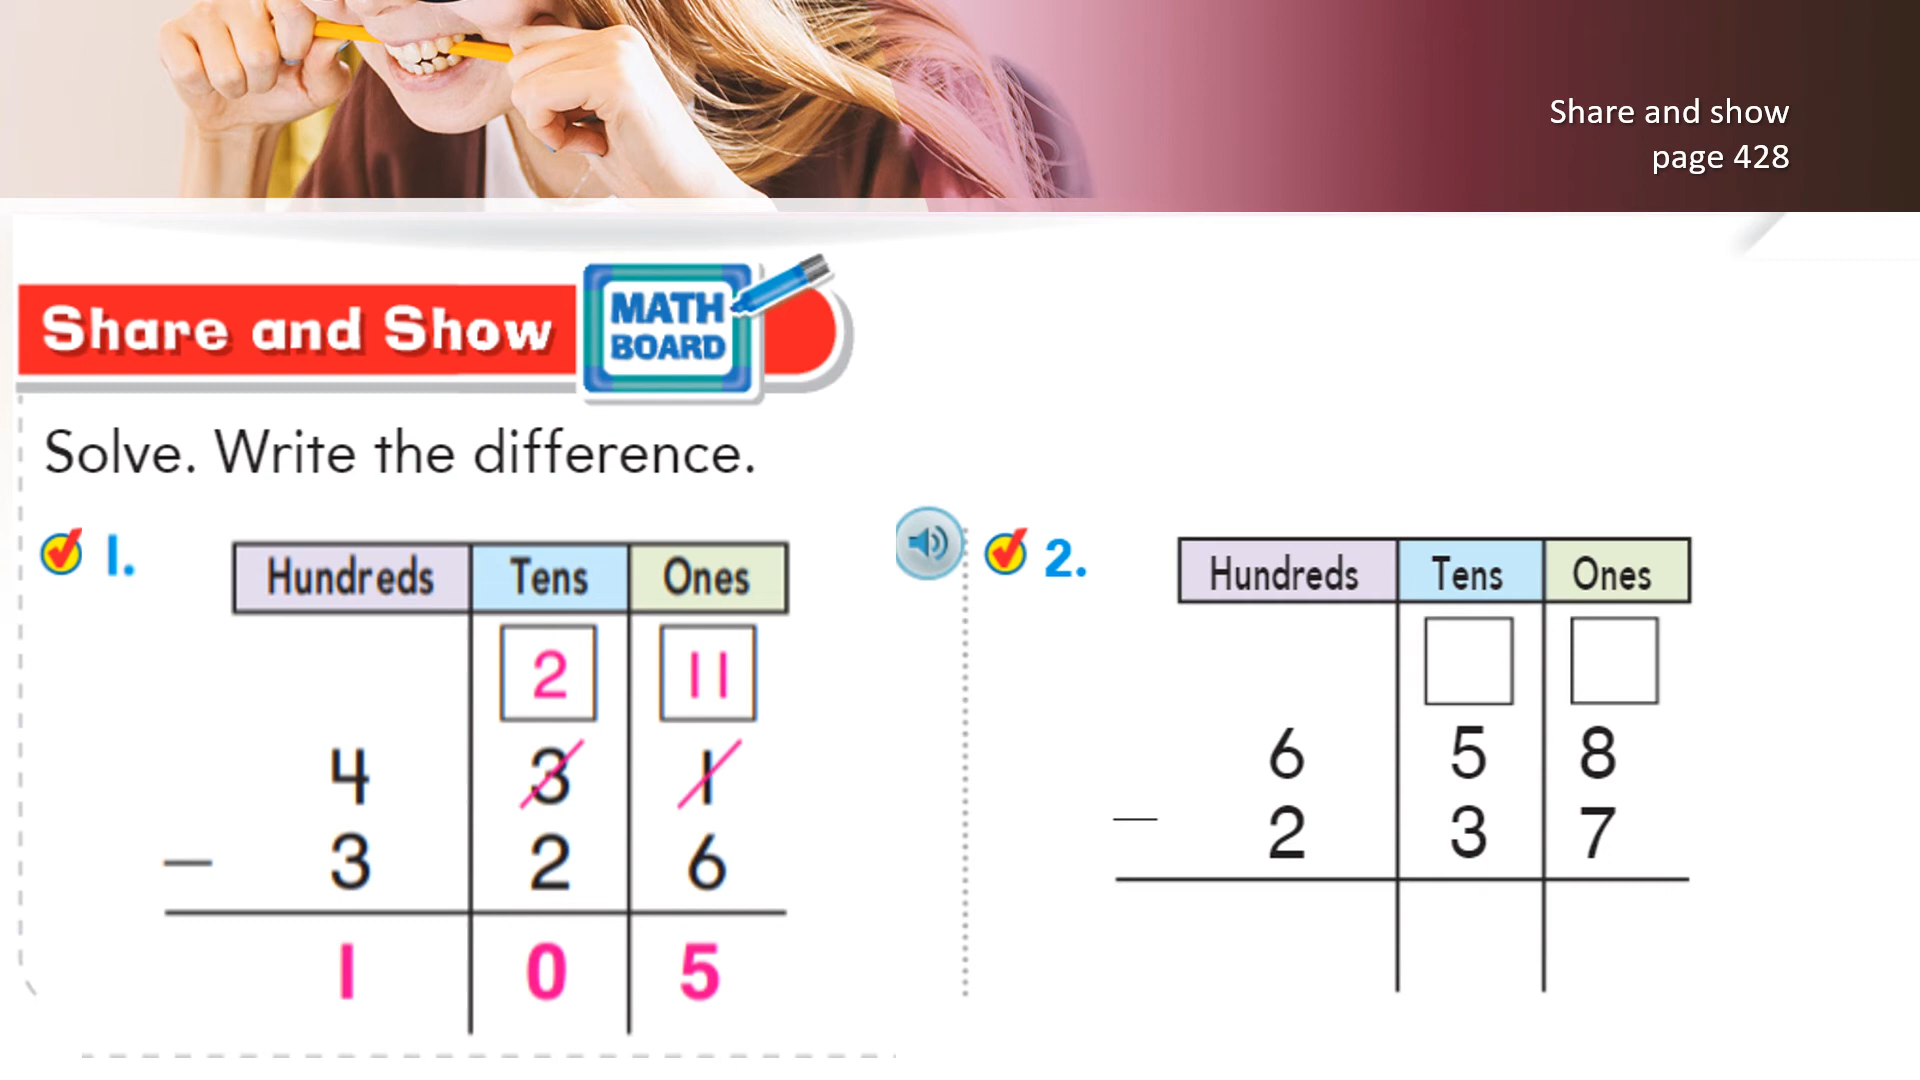 Share and show
page 428
Share and Show
MATH
BOARD
Solve. Write the difference.
1.
Hundreds Tens Ones
2 11
4 3 1
− 3 2 6
1 0 5
2.
Hundreds Tens Ones
6 5 8
− 2 3 7